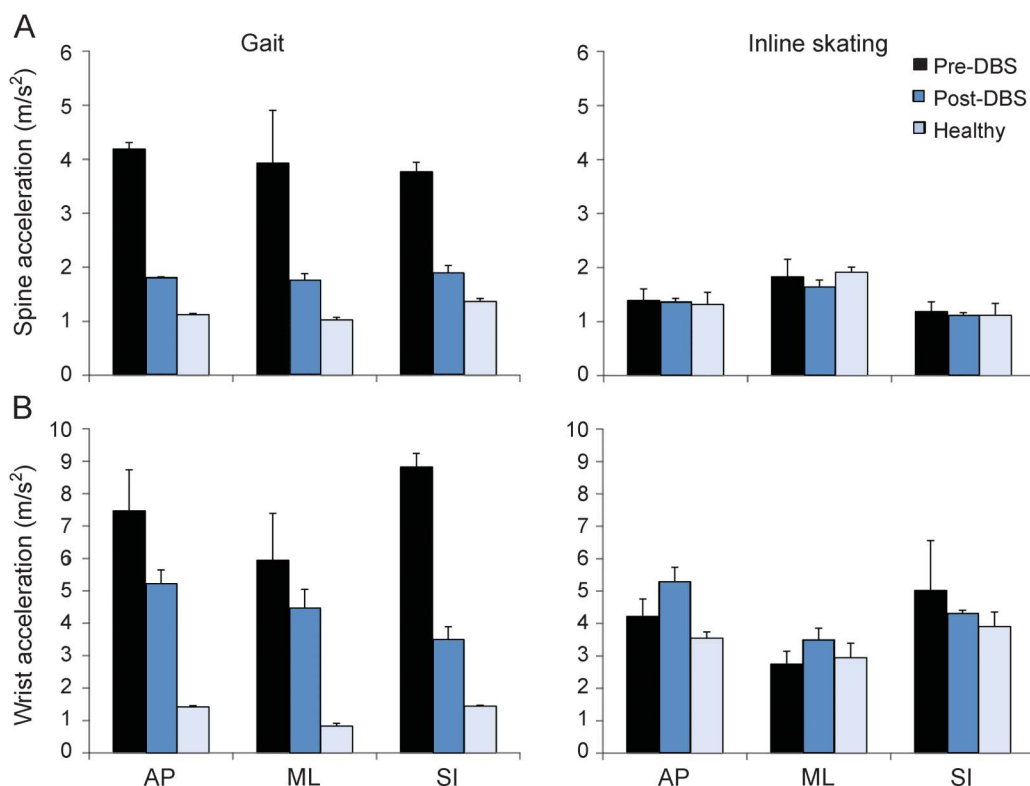 A
Gait
Inline skating
Pre-DBS
Post-DBS
Healthy
Spine acceleration (m/s²)
6
5
4
3
2
1
0
6
5
4
3
2
1
0
B
Wrist acceleration (m/s²)
10
9
8
7
6
5
4
3
2
1
0
AP
ML
SI
10
9
8
7
6
5
4
3
2
1
0
AP
ML
SI